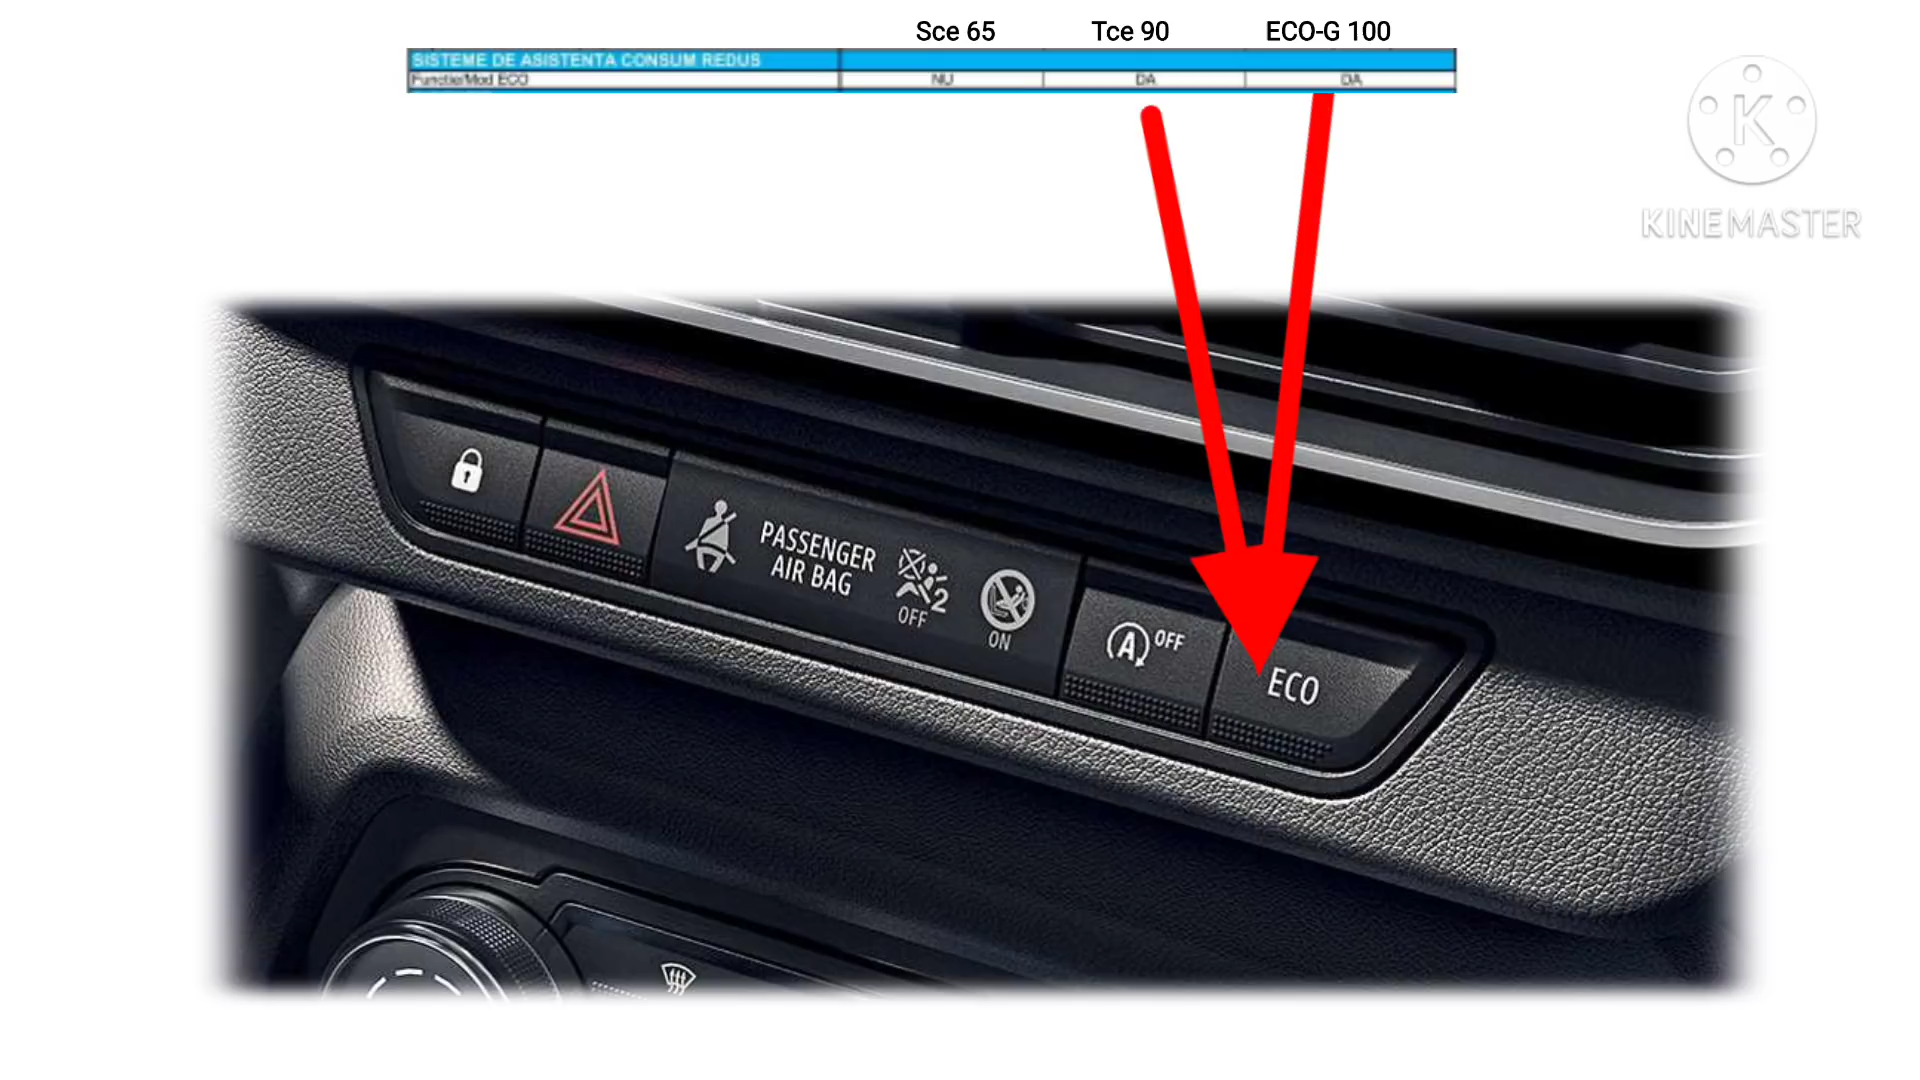 Sce 65 Tce 90 ECO-G 100
SISTEME DE ASISTENTA CONSUM REDUS
Functie/Mod ECO NU DA DA
K
KINEMASTER
PASSENGER
AIR BAG
2
OFF
ON
A OFF
ECO